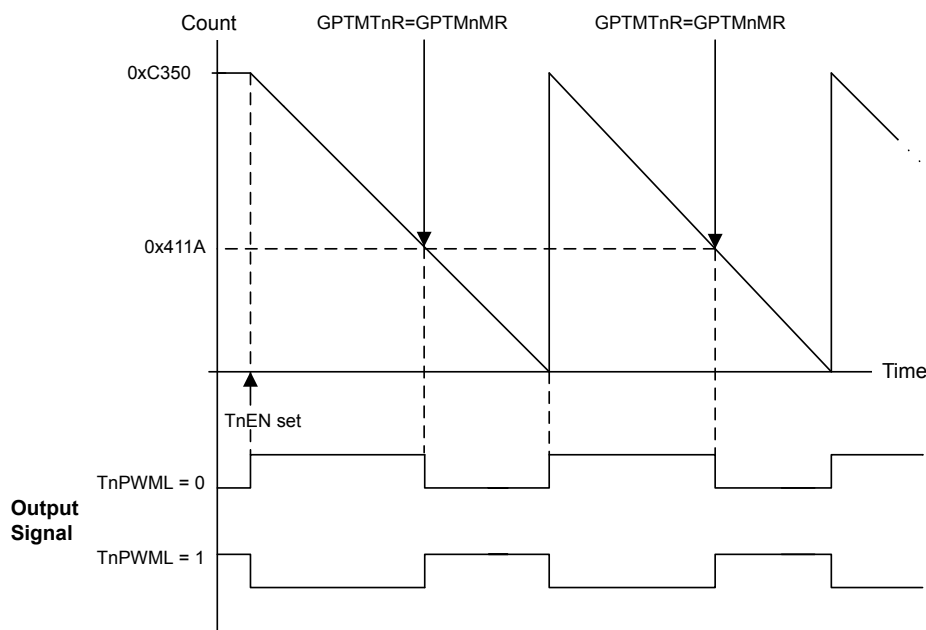 Count
GPTMTnR=GPTMnMR
GPTMTnR=GPTMnMR
0xC350
0x411A
Time
TnEN set
TnPWML = 0
Output
Signal
TnPWML = 1